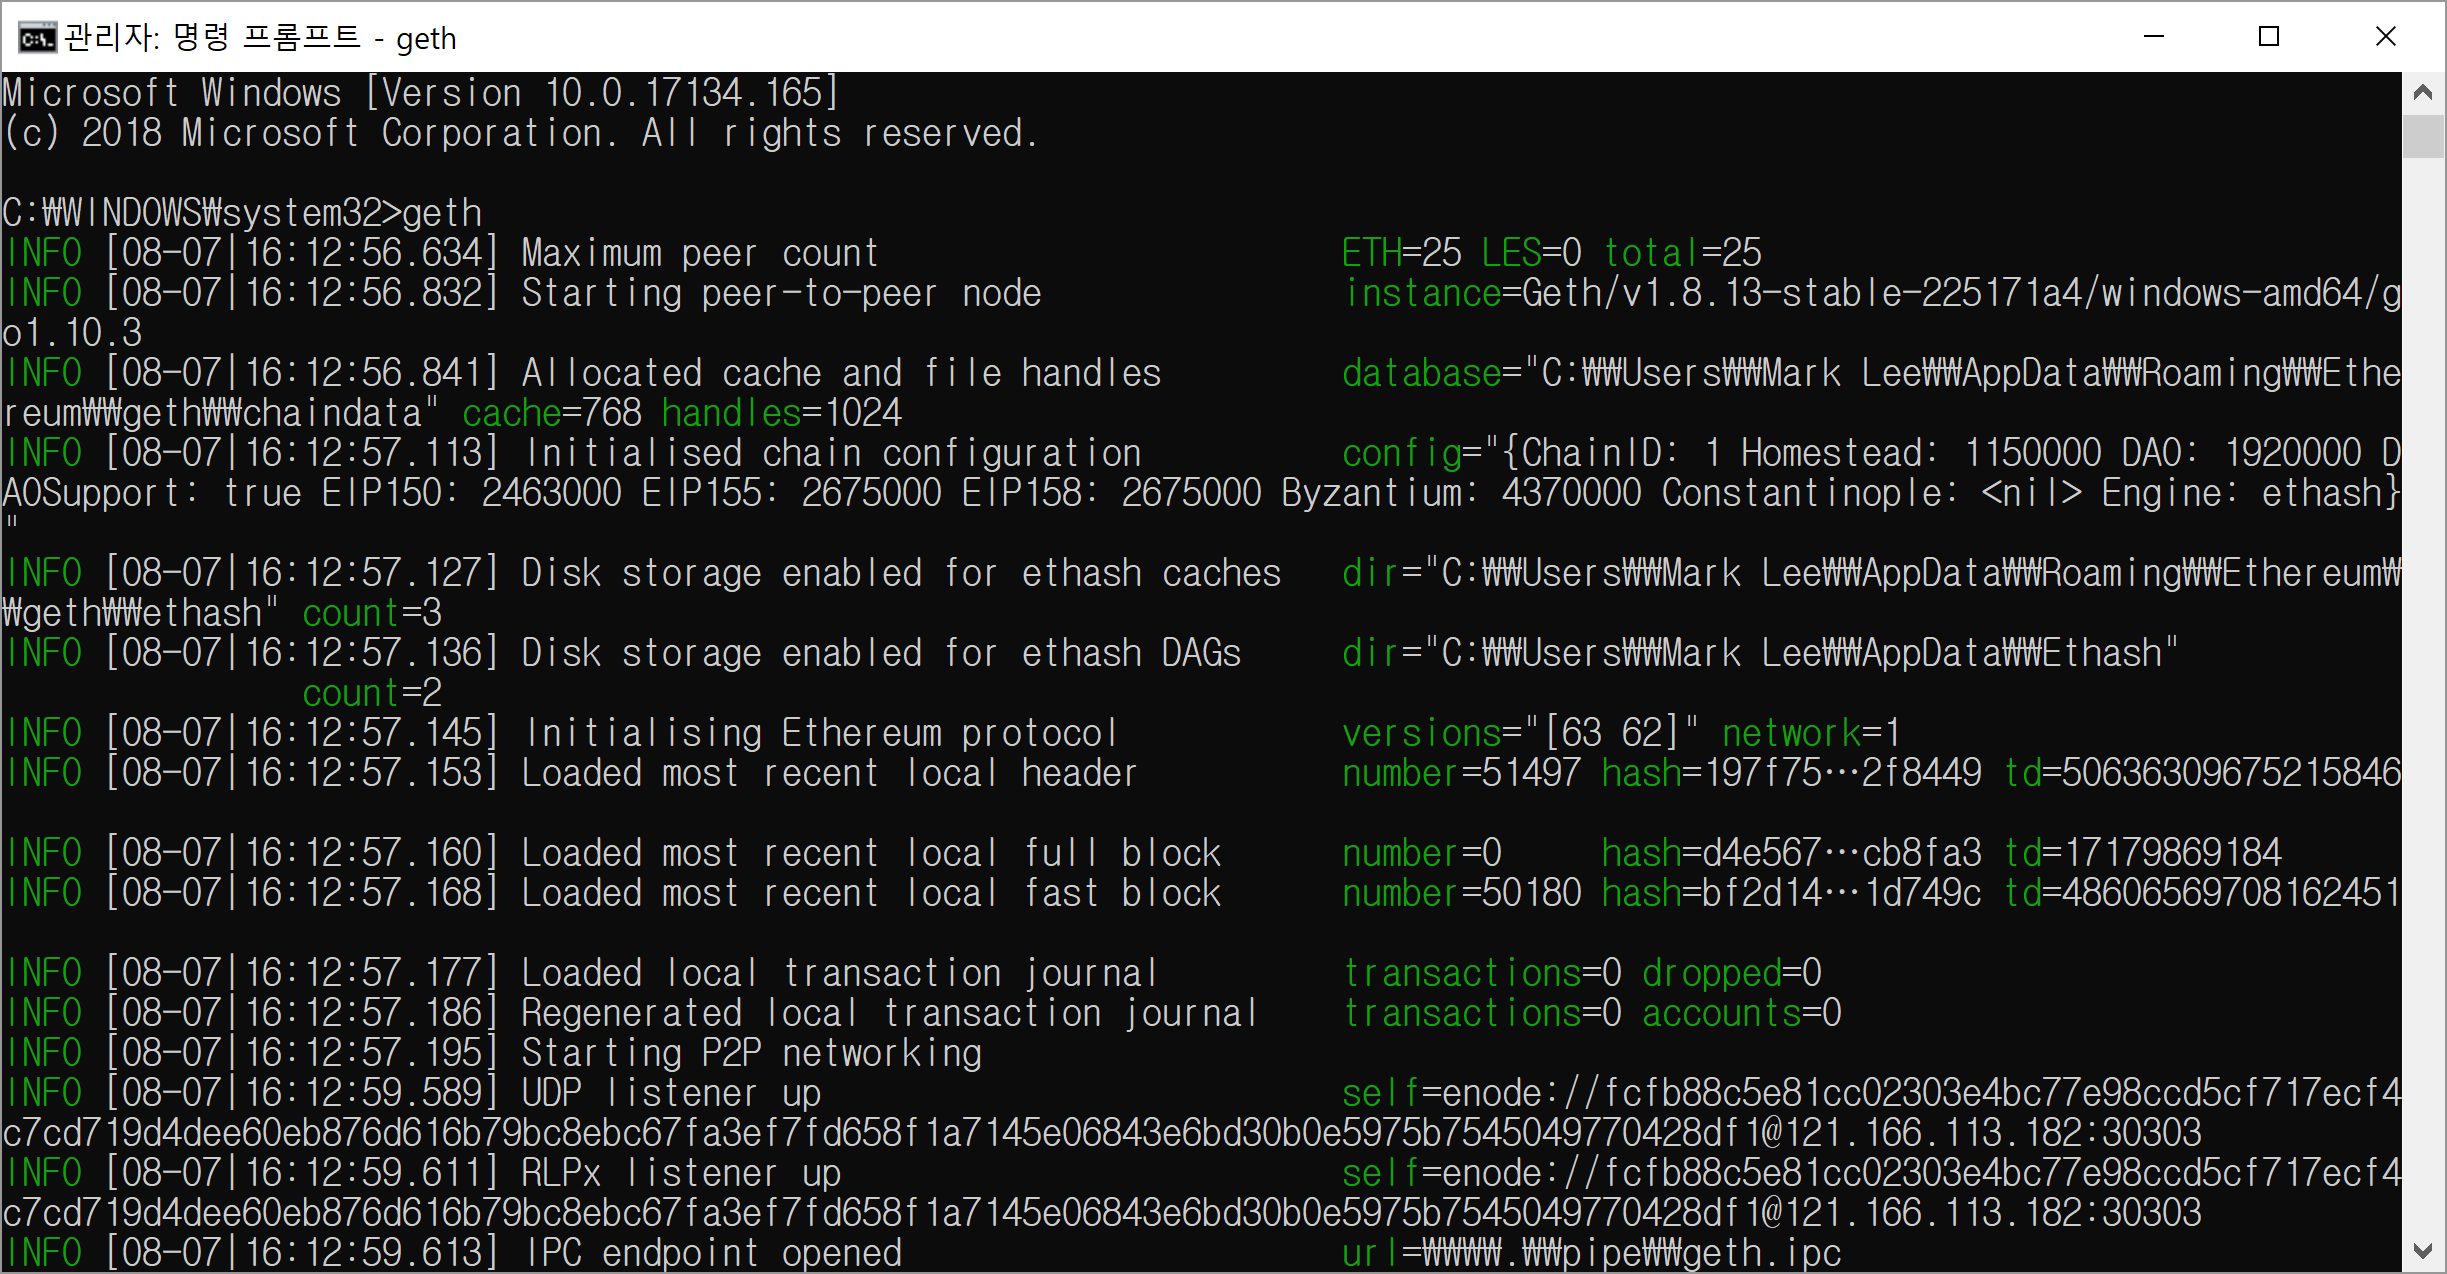 관리자: 명령 프롬프트 - geth
Microsoft Windows [Version 10.0.17134.165]
(c) 2018 Microsoft Corporation. All rights reserved.
C:₩WINDOWS₩system32>geth
INFO [08-07|16:12:56.634] Maximum peer count ETH=25 LES=0 total=25
INFO [08-07|16:12:56.832] Starting peer-to-peer node instance=Geth/v1.8.13-stable-225171a4/windows-amd64/g
o1.10.3
INFO [08-07|16:12:56.841] Allocated cache and file handles database="C:₩₩Users₩₩Mark Lee₩₩AppData₩₩Roaming₩₩Ethe
reum₩₩geth₩₩chaindata" cache=768 handles=1024
INFO [08-07|16:12:57.113] Initialised chain configuration config="{ChainID: 1 Homestead: 1150000 DAO: 1920000 D
AOSupport: true EIP150: 2463000 EIP155: 2675000 EIP158: 2675000 Byzantium: 4370000 Constantinople: <nil> Engine: ethash}
"
INFO [08-07|16:12:57.127] Disk storage enabled for ethash caches dir="C:₩₩Users₩₩Mark Lee₩₩AppData₩₩Roaming₩₩Ethereum₩
₩geth₩₩ethash" count=3
INFO [08-07|16:12:57.136] Disk storage enabled for ethash DAGs dir="C:₩₩Users₩₩Mark Lee₩₩AppData₩₩Ethash"
count=2
INFO [08-07|16:12:57.145] Initialising Ethereum protocol versions="[63 62]" network=1
INFO [08-07|16:12:57.153] Loaded most recent local header number=51497 hash=197f75…2f8449 td=50636309675215846
INFO [08-07|16:12:57.160] Loaded most recent local full block number=0 hash=d4e567…cb8fa3 td=17179869184
INFO [08-07|16:12:57.168] Loaded most recent local fast block number=50180 hash=bf2d14…1d749c td=48606569708162451
INFO [08-07|16:12:57.177] Loaded local transaction journal transactions=0 dropped=0
INFO [08-07|16:12:57.186] Regenerated local transaction journal transactions=0 accounts=0
INFO [08-07|16:12:57.195] Starting P2P networking
INFO [08-07|16:12:59.589] UDP listener up self=enode://fcfb88c5e81cc02303e4bc77e98ccd5cf717ecf4
c7cd719d4dee60eb876d616b79bc8ebc67fa3ef7fd658f1a7145e06843e6bd30b0e5975b7545049770428df1@121.166.113.182:30303
INFO [08-07|16:12:59.611] RLPx listener up self=enode://fcfb88c5e81cc02303e4bc77e98ccd5cf717ecf4
c7cd719d4dee60eb876d616b79bc8ebc67fa3ef7fd658f1a7145e06843e6bd30b0e5975b7545049770428df1@121.166.113.182:30303
INFO [08-07|16:12:59.613] IPC endpoint opened url=₩₩₩₩.₩₩pipe₩₩geth.ipc